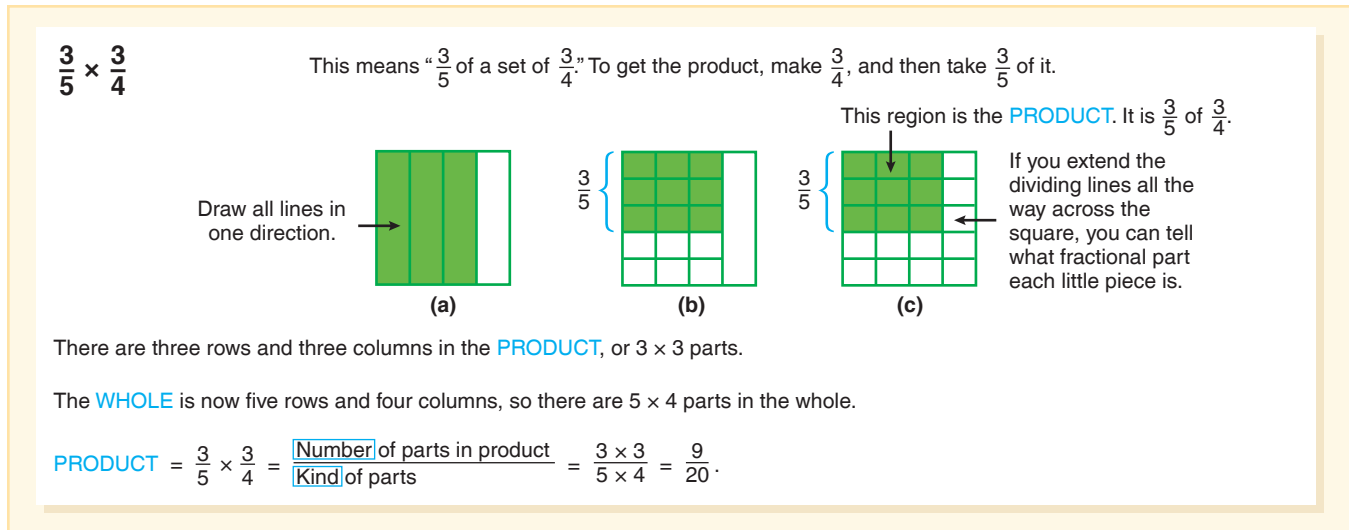 3/5 × 3/4
This means “3/5 of a set of 3/4.” To get the product, make 3/4, and then take 3/5 of it.
This region is the PRODUCT. It is 3/5 of 3/4.
Draw all lines in
one direction.
3/5
3/5
If you extend the
dividing lines all the
way across the
square, you can tell
what fractional part
each little piece is.
(a)
(b)
(c)
There are three rows and three columns in the PRODUCT, or 3 × 3 parts.
The WHOLE is now five rows and four columns, so there are 5 × 4 parts in the whole.
PRODUCT = 3/5 × 3/4 = Number of parts in product / Kind of parts = 3 × 3 / 5 × 4 = 9/20.